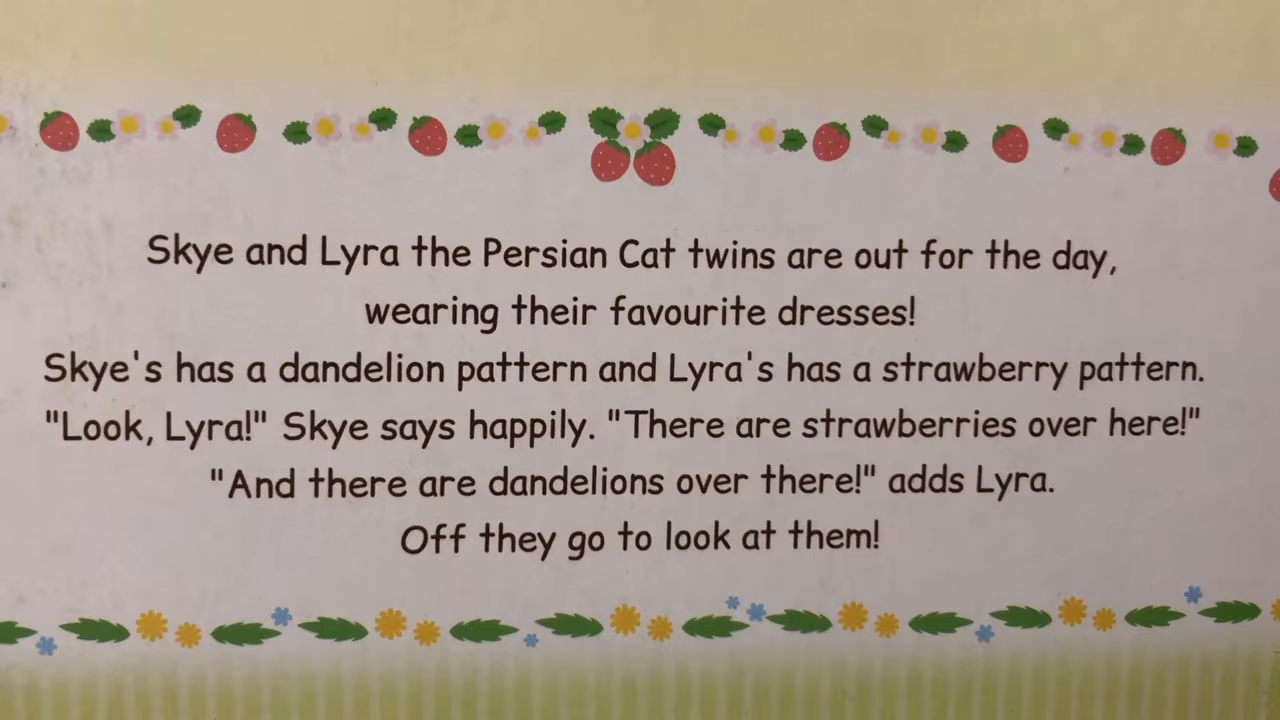 Skye and Lyra the Persian Cat twins are out for the day,
wearing their favourite dresses!
Skye's has a dandelion pattern and Lyra's has a strawberry pattern.
"Look, Lyra!" Skye says happily. "There are strawberries over here!"
"And there are dandelions over there!" adds Lyra.
Off they go to look at them!